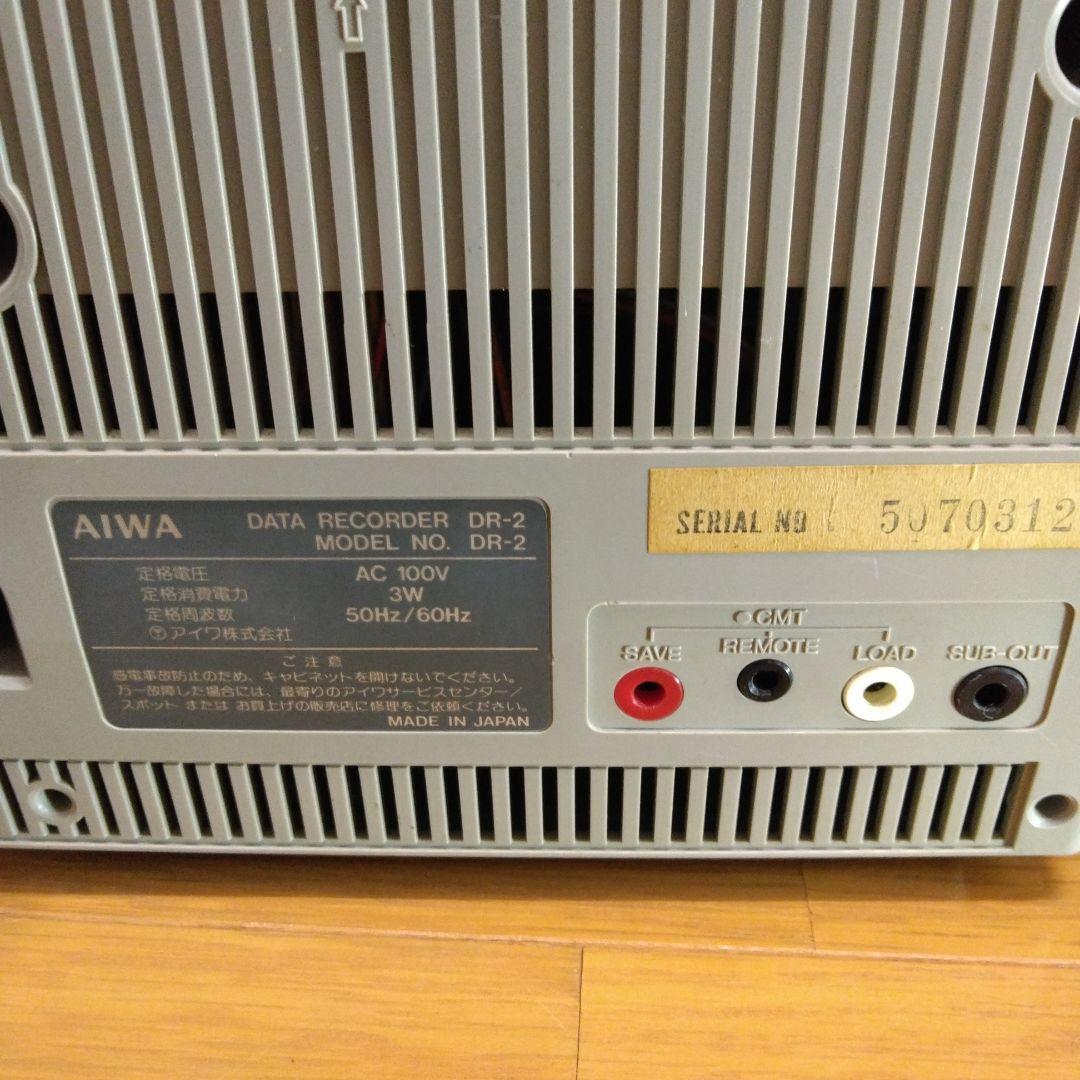 AIWA DATA RECORDER DR-2
MODEL NO. DR-2
定格電圧 AC 100V
定格消費電力 3W
定格周波数 50Hz/60Hz
〒アイワ株式会社
ご注意
感電事故防止のため、キャビネットを開けないでください。
万一故障した場合には、最寄りのアイワサービスセンター/
スポット または お買上げの販売店に修理をご依頼ください。
MADE IN JAPAN
SERIAL NO : 5070312
●CMT
SAVE REMOTE LOAD SUB-OUT